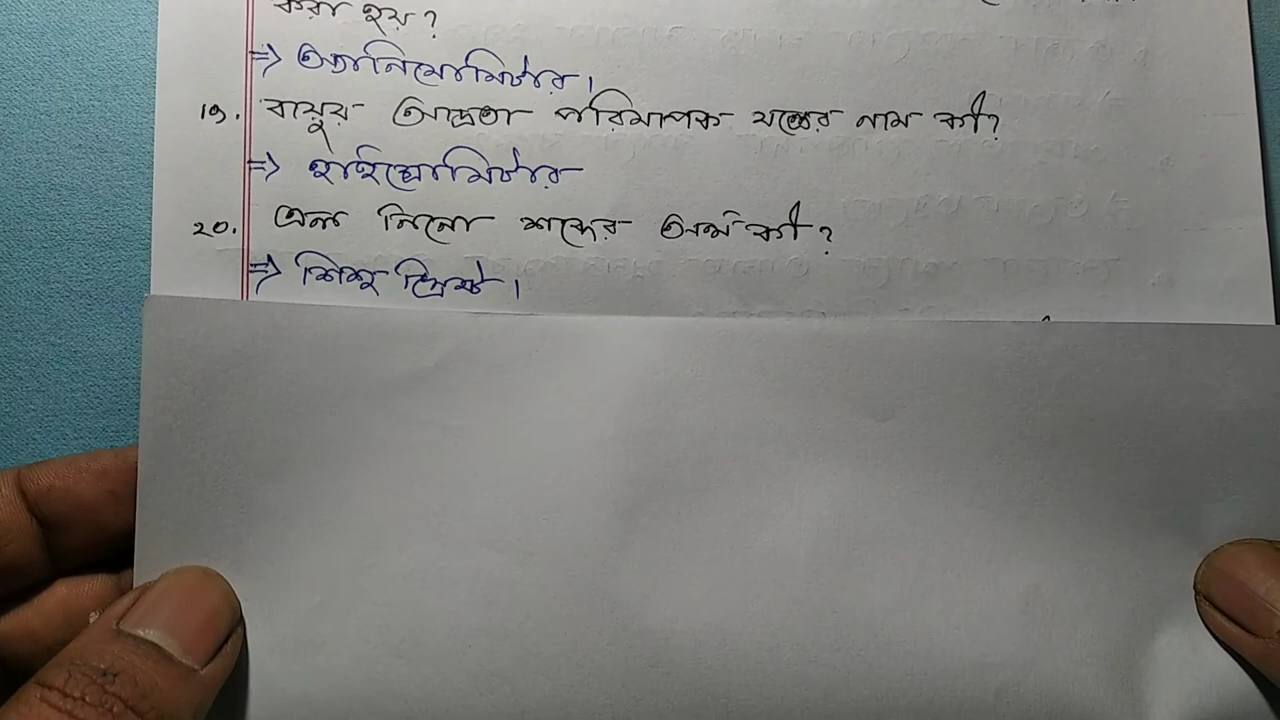 করা হয়?
=> অ্যানিমোমিটার।
19. বায়ুর আদ্রতা পরিমাপক যন্ত্রের নাম কী?
=> হাইগ্রোমিটার
20. এল নিনো শব্দের অর্থ কী?
=> শিশু খ্রিস্ট।